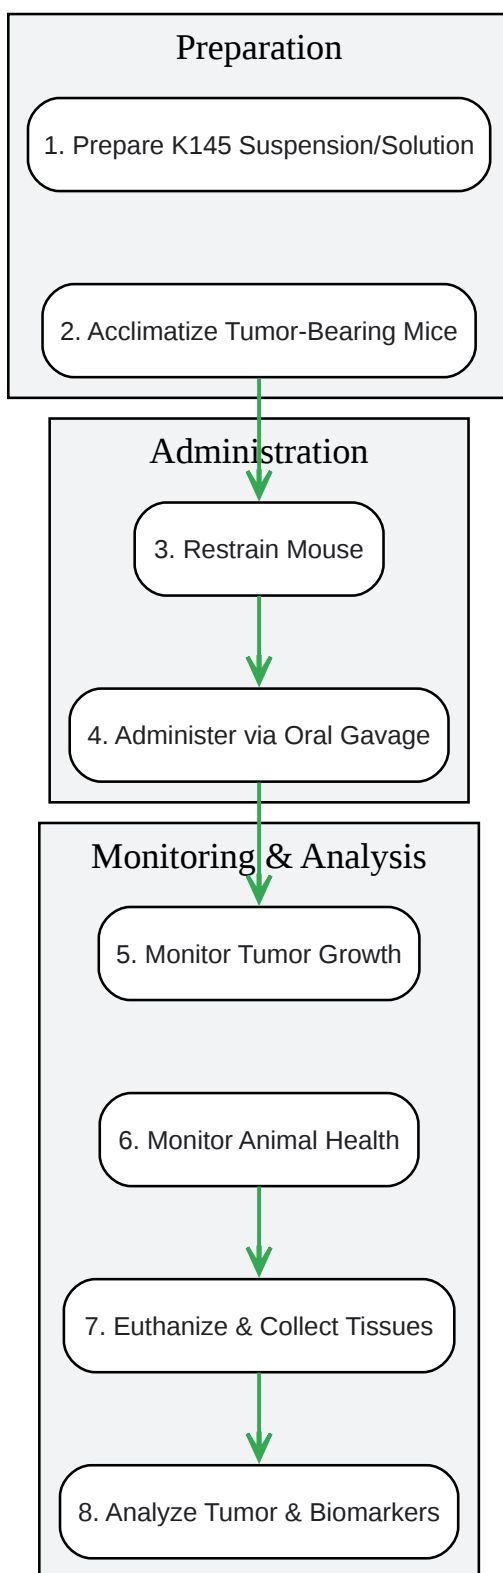 Preparation
1. Prepare K145 Suspension/Solution
2. Acclimatize Tumor-Bearing Mice
Administration
3. Restrain Mouse
4. Administer via Oral Gavage
Monitoring & Analysis
5. Monitor Tumor Growth
6. Monitor Animal Health
7. Euthanize & Collect Tissues
8. Analyze Tumor & Biomarkers